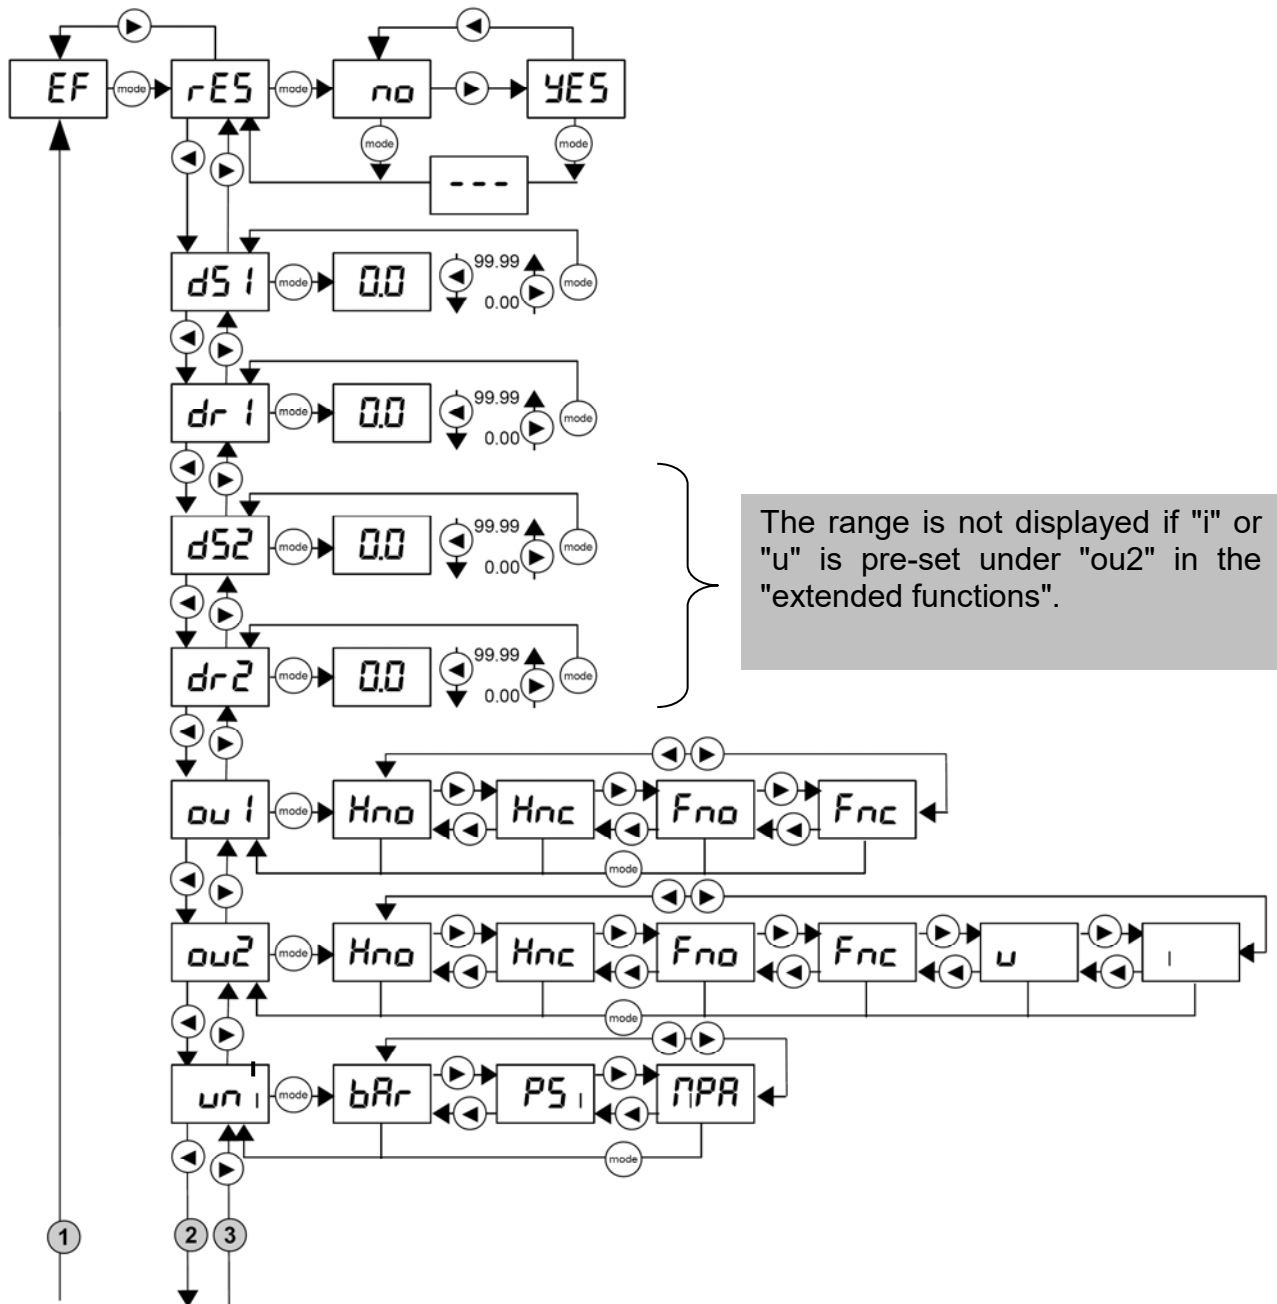 EF mode rES mode no YES
mode mode
---
dS1 mode 0.0 99.99 mode
0.00
dr1 mode 0.0 99.99 mode
0.00
dS2 mode 0.0 99.99 mode
0.00
The range is not displayed if "i" or
"u" is pre-set under "ou2" in the
"extended functions".
dr2 mode 0.0 99.99 mode
0.00
ou1 mode Hno Hnc Fno Fnc
mode
ou2 mode Hno Hnc Fno Fnc u i
mode
uni mode bAr PSi MPA
mode
1 2 3